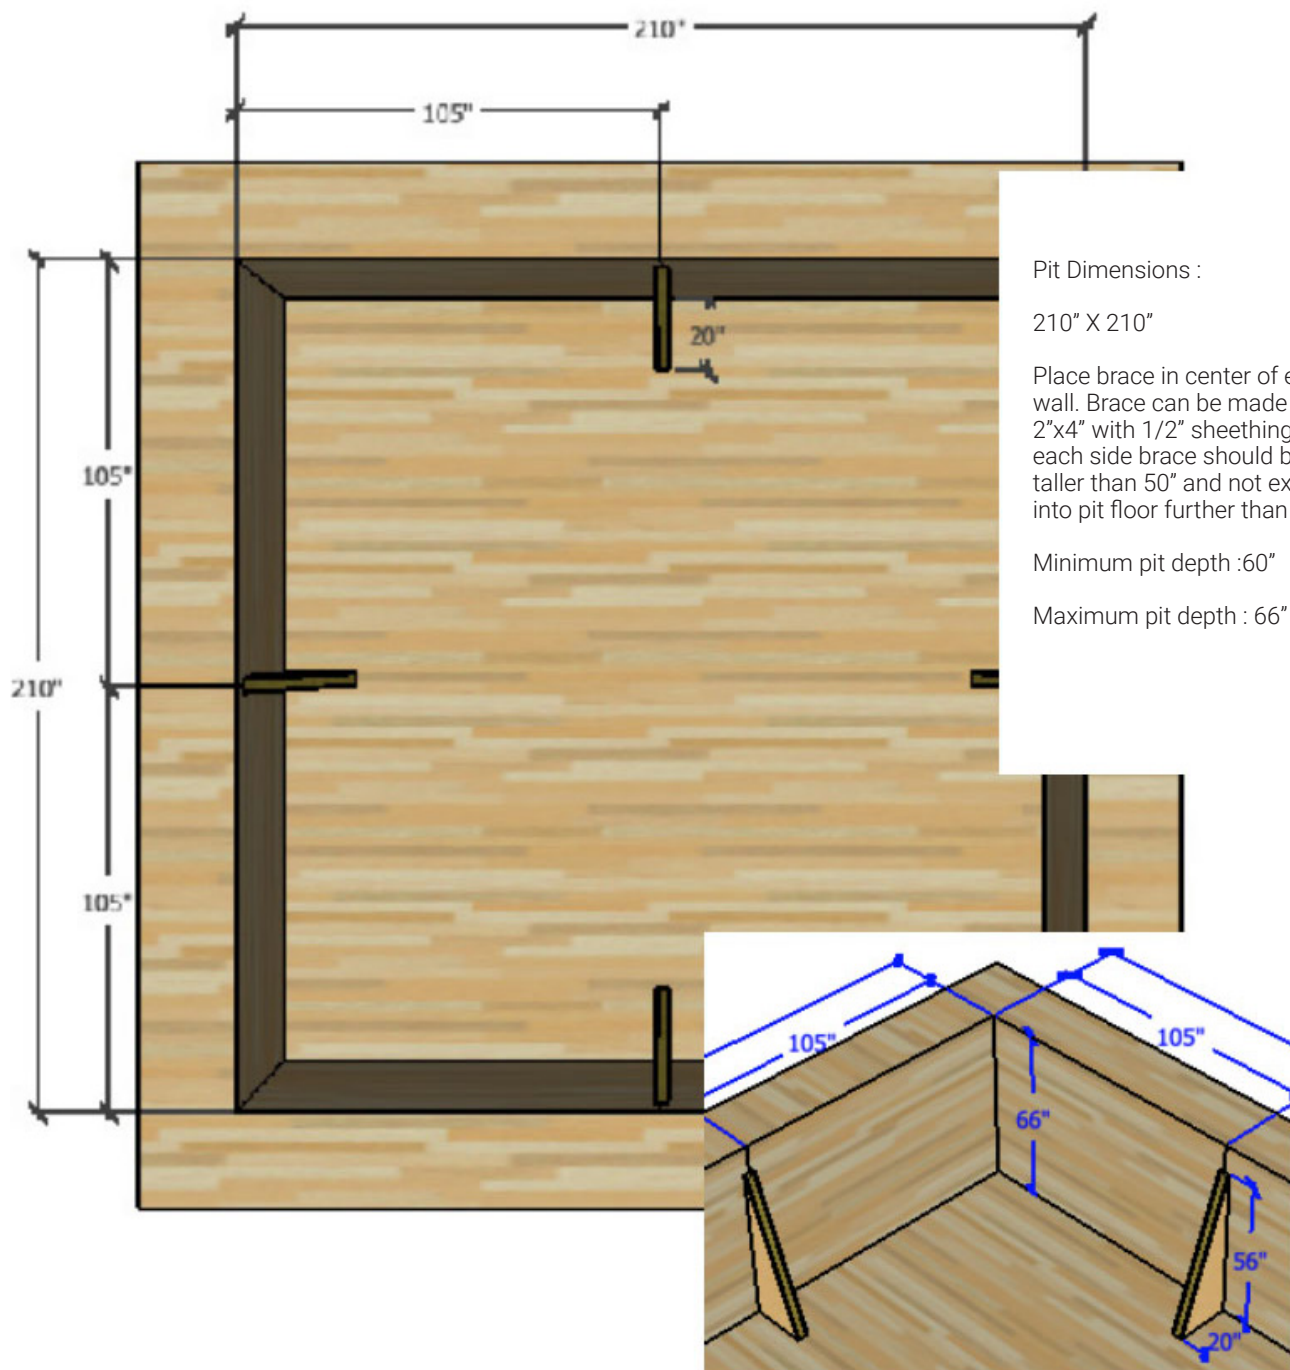 210"
105"
20"
105"
210"
105"
Pit Dimensions :
210” X 210”
Place brace in center of
wall. Brace can be made
2”x4” with 1/2” sheething
each side brace should
taller than 50” and not
into pit floor further than
Minimum pit depth :60”
Maximum pit depth : 66”
105"
105"
66"
56"
20"